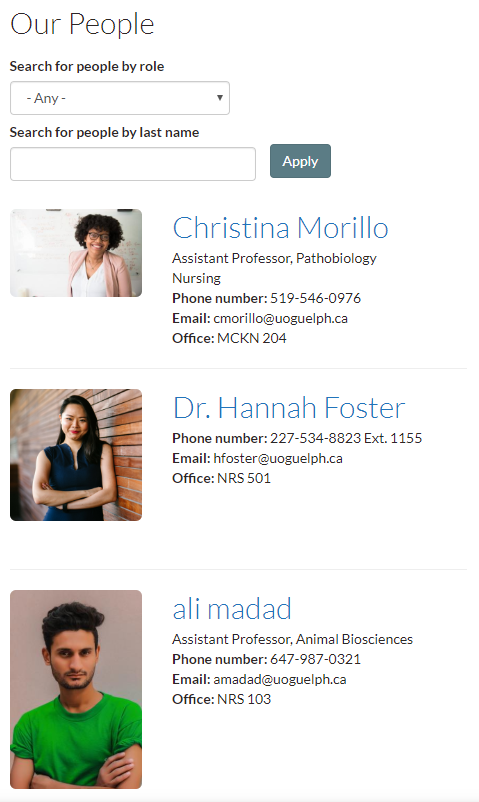 Our People
Search for people by role
- Any -
Search for people by last name
Apply
Christina Morillo
Assistant Professor, Pathobiology
Nursing
Phone number: 519-546-0976
Email: cmorillo@uoguelph.ca
Office: MCKN 204
Dr. Hannah Foster
Phone number: 227-534-8823 Ext. 1155
Email: hfoster@uoguelph.ca
Office: NRS 501
ali madad
Assistant Professor, Animal Biosciences
Phone number: 647-987-0321
Email: amadad@uoguelph.ca
Office: NRS 103